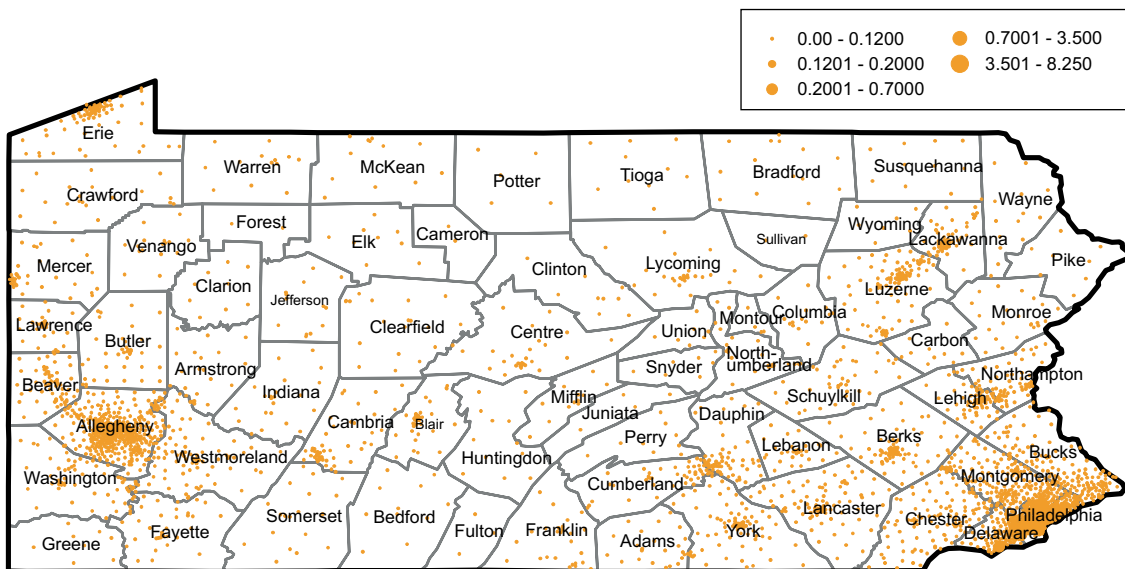 0.00 - 0.1200
0.7001 - 3.500
0.1201 - 0.2000
3.501 - 8.250
0.2001 - 0.7000
Erie
Warren
McKean
Potter
Tioga
Bradford
Susquehanna
Crawford
Wayne
Forest
Wyoming
Venango
Elk
Cameron
Sullivan
Lackawanna
Mercer
Clinton
Lycoming
Pike
Clarion
Jefferson
Luzerne
Lawrence
Clearfield
Centre
Union
Montour
Columbia
Monroe
Butler
Carbon
Armstrong
Snyder
North-
umberland
Northampton
Beaver
Indiana
Mifflin
Schuylkill
Lehigh
Allegheny
Cambria
Blair
Juniata
Dauphin
Perry
Lebanon
Berks
Bucks
Westmoreland
Huntingdon
Washington
Cumberland
Montgomery
Lancaster
Philadelphia
Somerset
Bedford
Chester
Fayette
Fulton
Franklin
York
Delaware
Greene
Adams